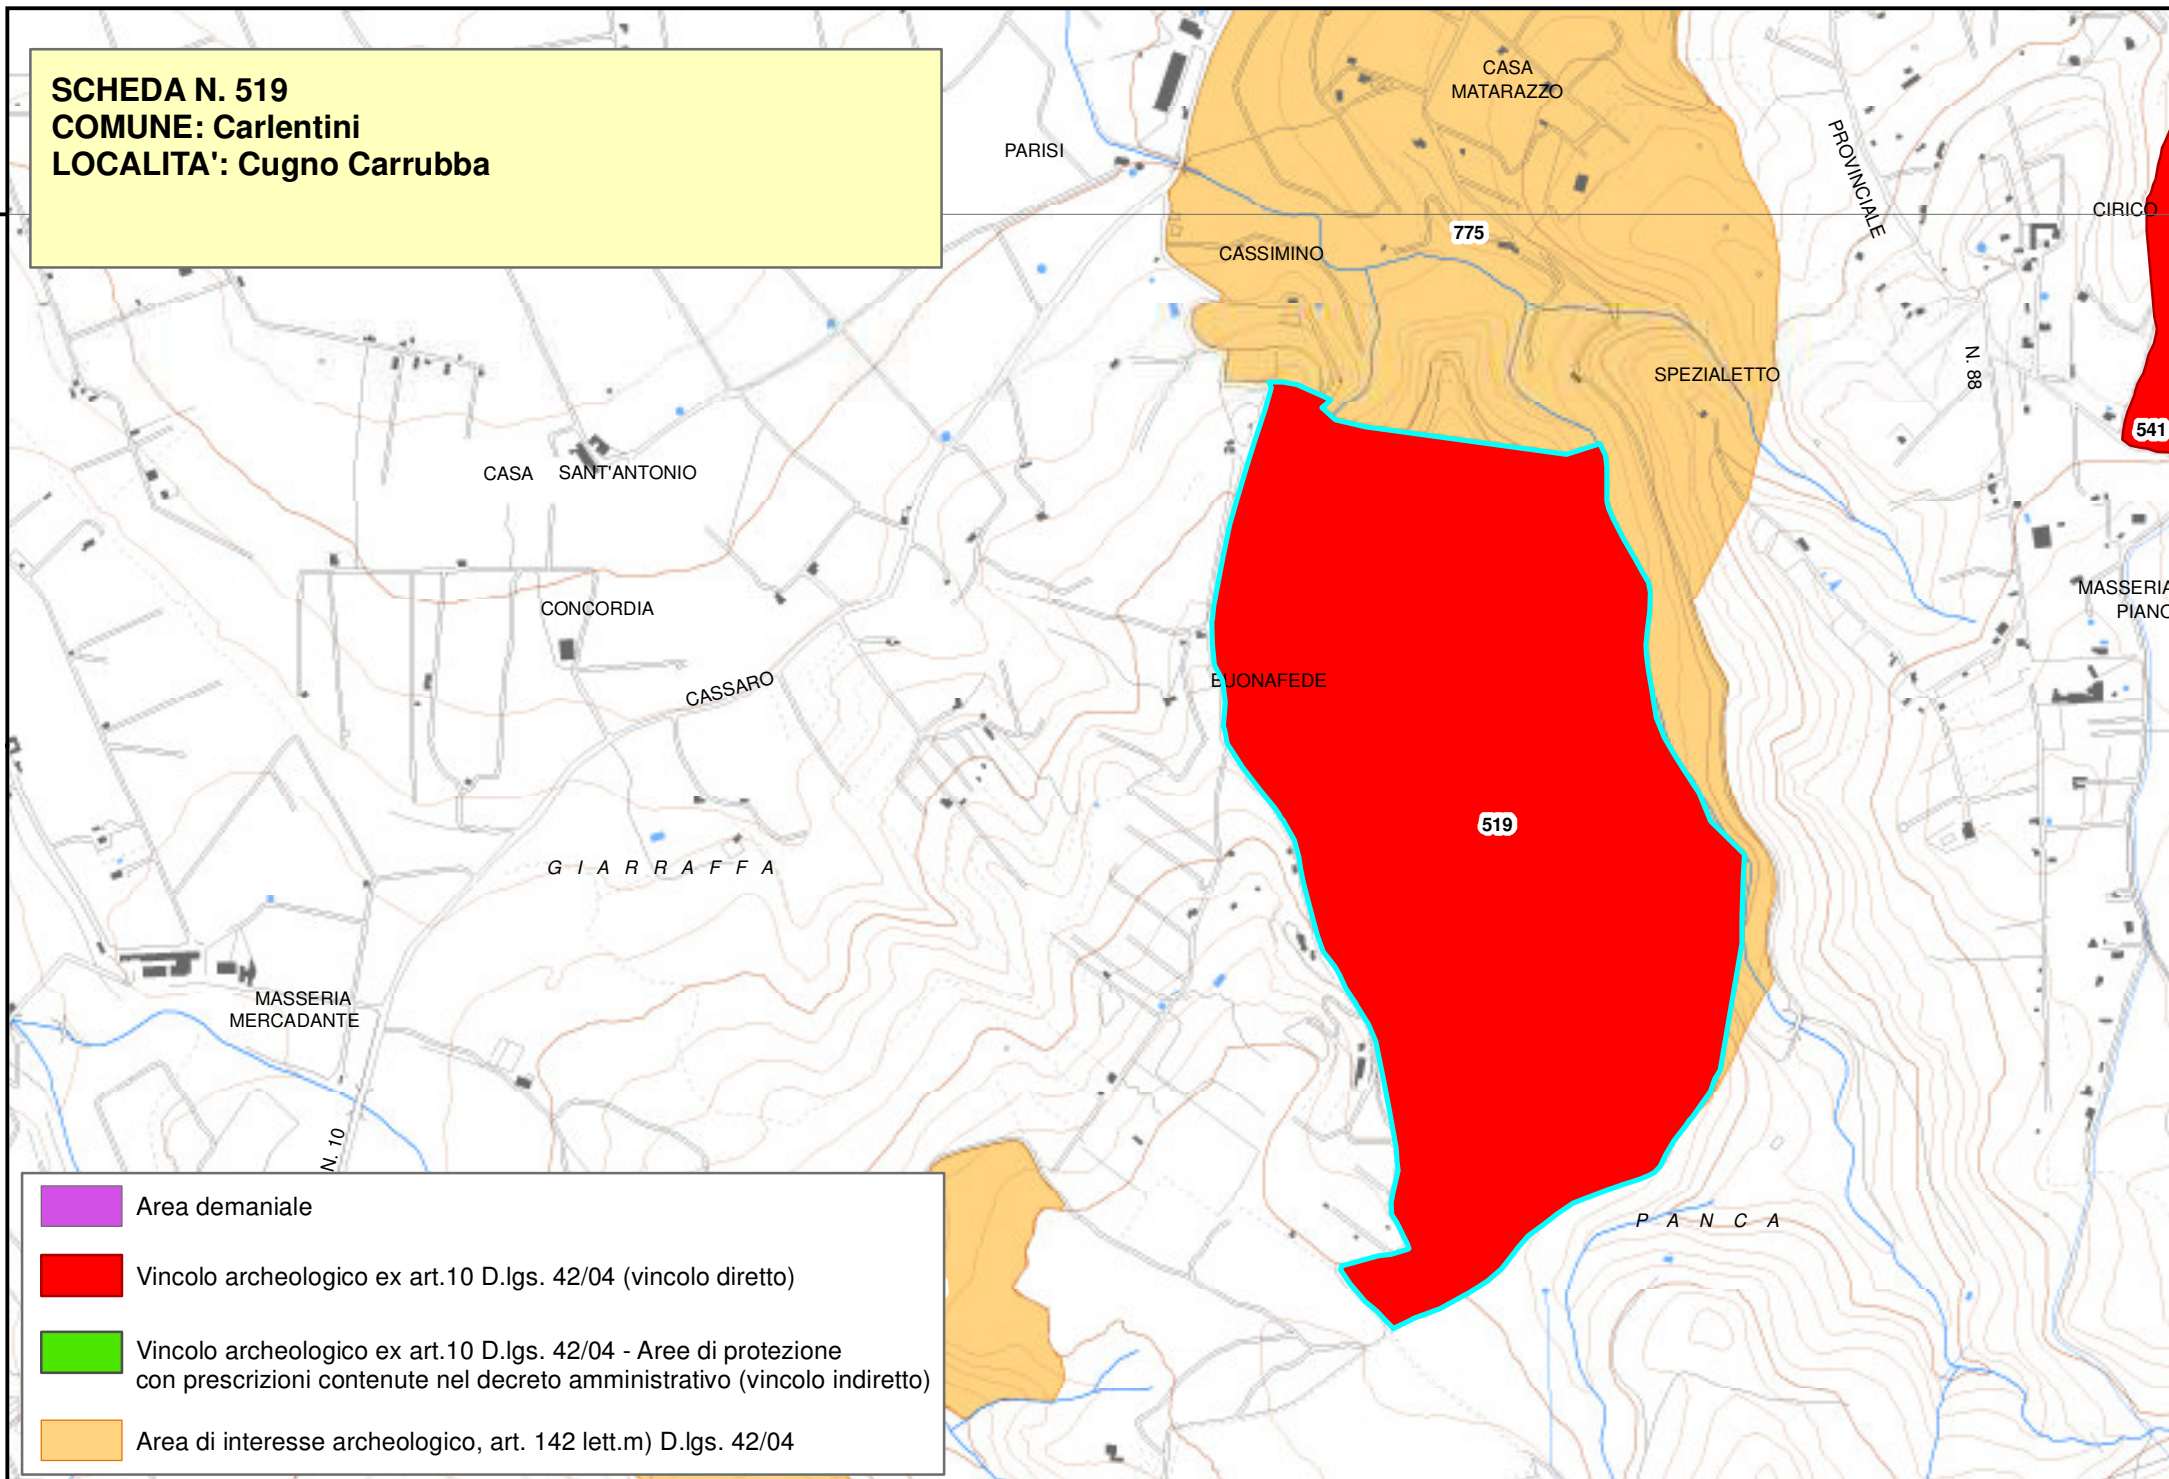 SCHEDA N. 519
COMUNE: Carlentini
LOCALITA': Cugno Carrubba
CASA
MATARAZZO
PARISI
PROVINCIALE
CIRICO
775
CASSIMINO
N. 88
SPEZIALETTO
541
CASA SANT'ANTONIO
CONCORDIA
MASSERIA
PIANO
CASSARO
BUONAFEDE
519
GIARRAFFA
MASSERIA
MERCADANTE
N. 10
PANCA
Area demaniale
Vincolo archeologico ex art.10 D.lgs. 42/04 (vincolo diretto)
Vincolo archeologico ex art.10 D.lgs. 42/04 - Aree di protezione
con prescrizioni contenute nel decreto amministrativo (vincolo indiretto)
Area di interesse archeologico, art. 142 lett.m) D.lgs. 42/04